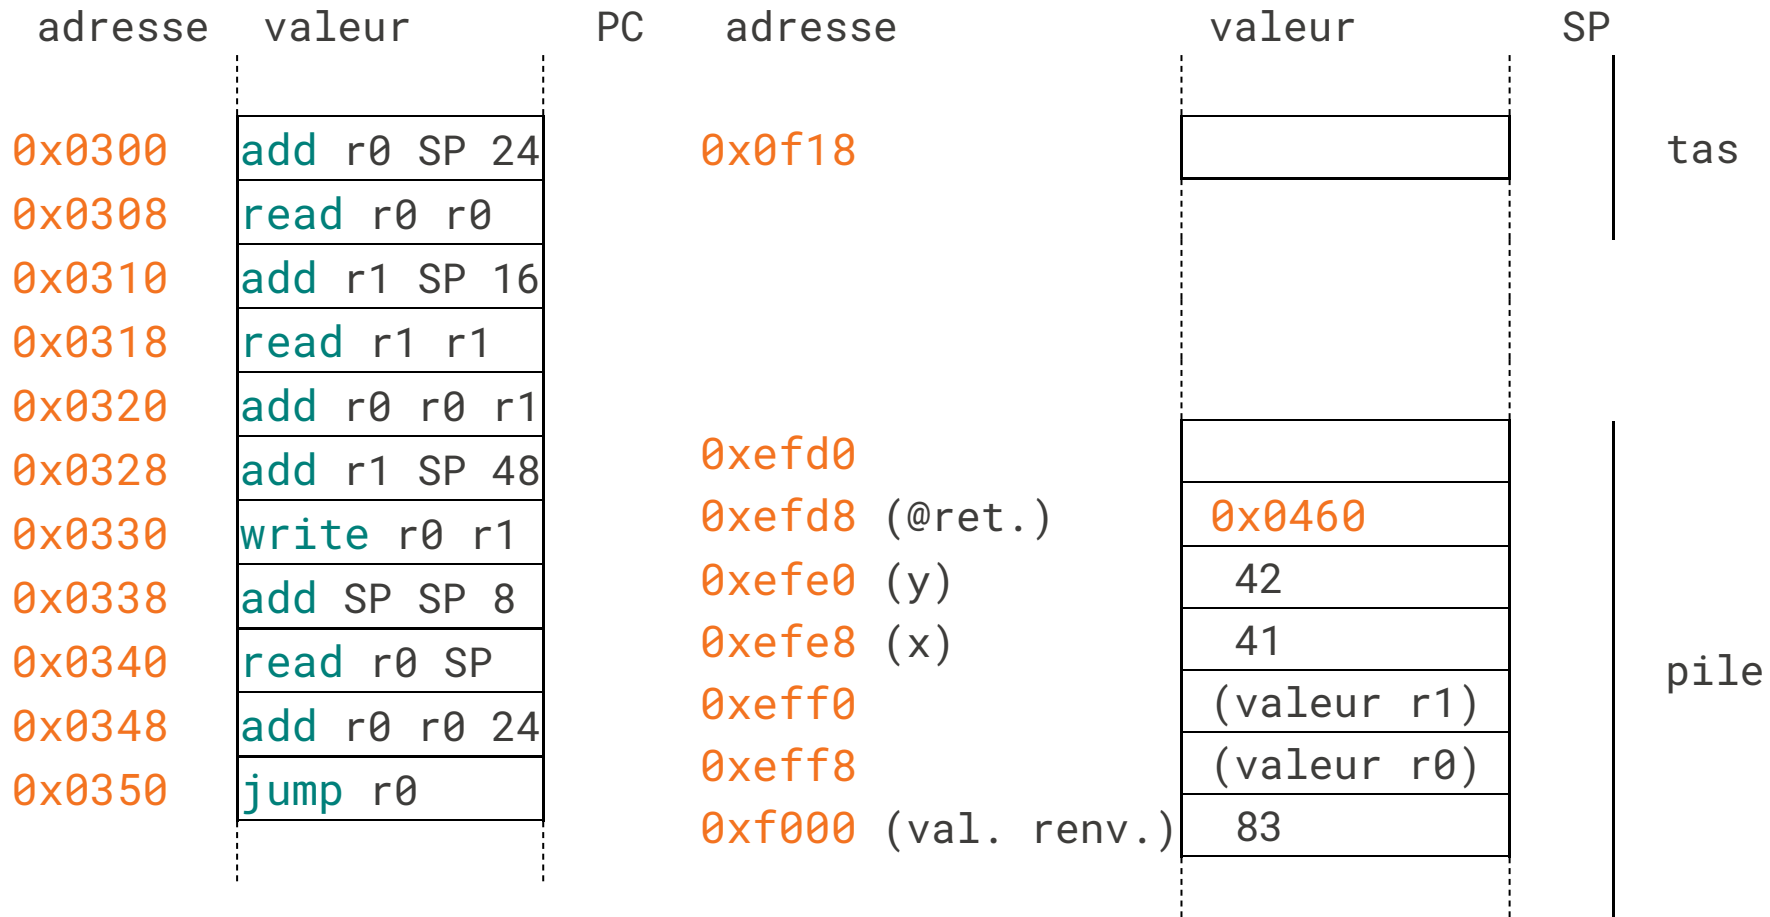 adresse valeur PC adresse valeur SP
0x0300 add r0 SP 24 0x0f18 tas
0x0308 read r0 r0
0x0310 add r1 SP 16
0x0318 read r1 r1
0x0320 add r0 r0 r1
0xefd0
0x0328 add r1 SP 48
0xefd8 (@ret.) 0x0460
0x0330 write r0 r1
0xefe0 (y) 42
0x0338 add SP SP 8
0xefe8 (x) 41
0x0340 read r0 SP pile
0xeff0 (valeur r1)
0x0348 add r0 r0 24
0xeff8 (valeur r0)
0x0350 jump r0
0xf000 (val. renv.) 83